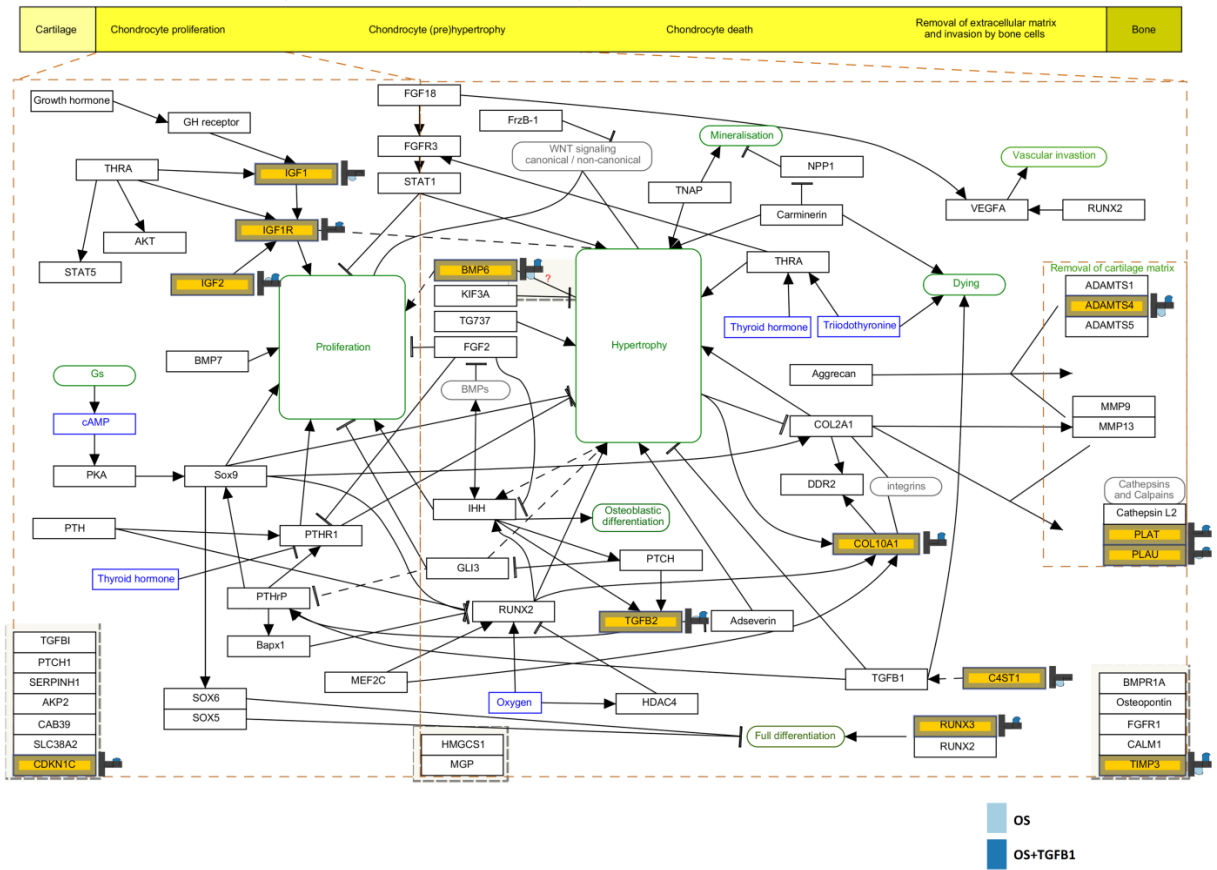 Cartilage
Chondrocyte proliferation
Chondrocyte (pre)hypertrophy
Chondrocyte death
Removal of extracellular matrix
and invasion by bone cells
Bone
Growth hormone
GH receptor
THRA
IGF1
IGF1R
AKT
STAT5
IGF2
FGF18
FGFR3
STAT1
FrzB-1
WNT signaling
canonical / non-canonical
Mineralisation
NPP1
TNAP
Carminerin
Vascular invastion
VEGFA
RUNX2
THRA
Dying
Thyroid hormone
Triiodothyronine
BMP6
?
KIF3A
TG737
FGF2
BMPs
Proliferation
Hypertrophy
BMP7
Gs
cAMP
PKA
Sox9
Removal of cartilage matrix
ADAMTS1
ADAMTS4
ADAMTS5
Aggrecan
MMP9
MMP13
COL2A1
DDR2
integrins
COL10A1
Cathepsins
and Calpains
Cathepsin L2
PLAT
PLAU
PTH
PTHR1
Thyroid hormone
PTHrP
Bapx1
IHH
Osteoblastic
differentiation
GLI3
PTCH
RUNX2
TGFB2
Adseverin
MEF2C
Oxygen
HDAC4
TGFB1
C4ST1
SOX6
SOX5
Full differentiation
RUNX3
RUNX2
TGFBI
PTCH1
SERPINH1
AKP2
CAB39
SLC38A2
CDKN1C
HMGCS1
MGP
BMPR1A
Osteopontin
FGFR1
CALM1
TIMP3
OS
OS+TGFB1